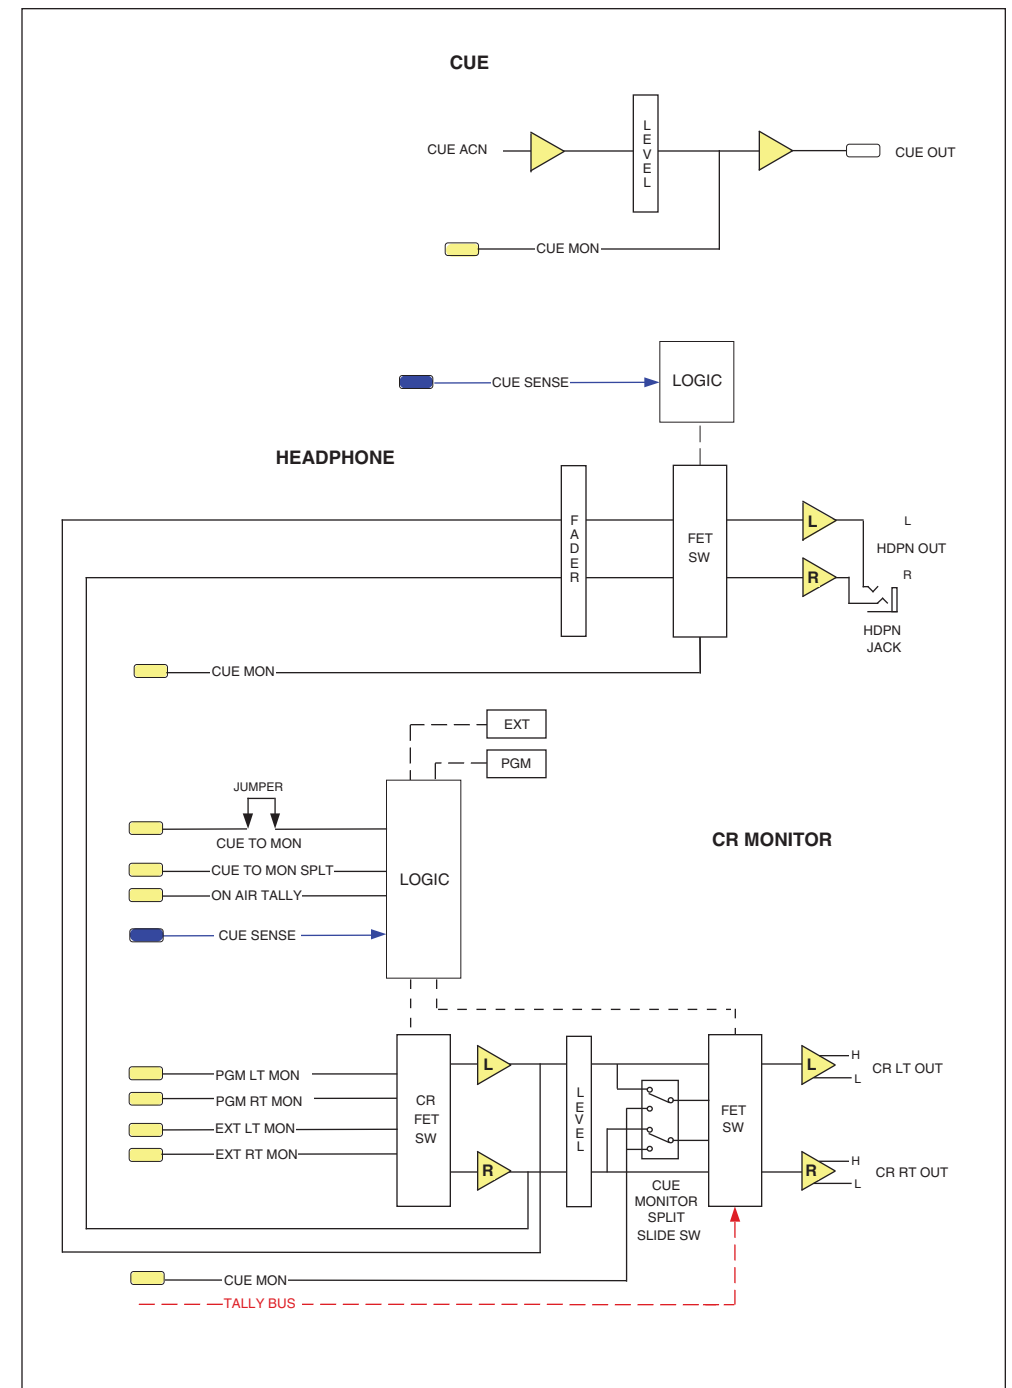 CUE
CUE ACN
LEVEL
CUE OUT
CUE MON
CUE SENSE
LOGIC
HEADPHONE
FADER
FET
SW
L
R
L
HDPN OUT
R
HDPN
JACK
CUE MON
EXT
PGM
JUMPER
CUE TO MON
CUE TO MON SPLT
ON AIR TALLY
CUE SENSE
LOGIC
CR MONITOR
PGM LT MON
PGM RT MON
EXT LT MON
EXT RT MON
CR
FET
SW
L
R
LEVEL
CUE
MONITOR
SPLIT
SLIDE SW
FET
SW
L
H
L
CR LT OUT
R
H
L
CR RT OUT
CUE MON
TALLY BUS